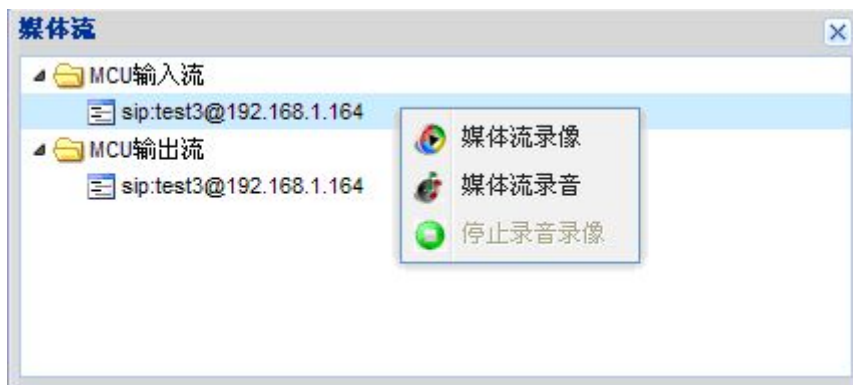 媒体流
MCU输入流
sip:test3@192.168.1.164
媒体流录像
MCU输出流
媒体流录音
sip:test3@192.168.1.164
停止录音录像